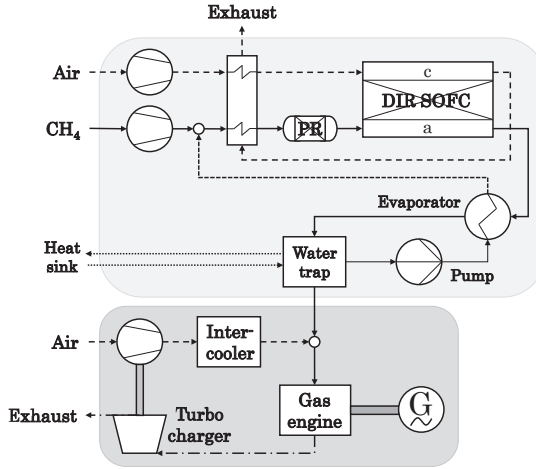 Exhaust
Air
c
DIR SOFC
CH₄
PR
a
Evaporator
Heat
sink
Water
trap
Pump
Air
Inter-
cooler
Exhaust
Turbo
charger
Gas
engine
G